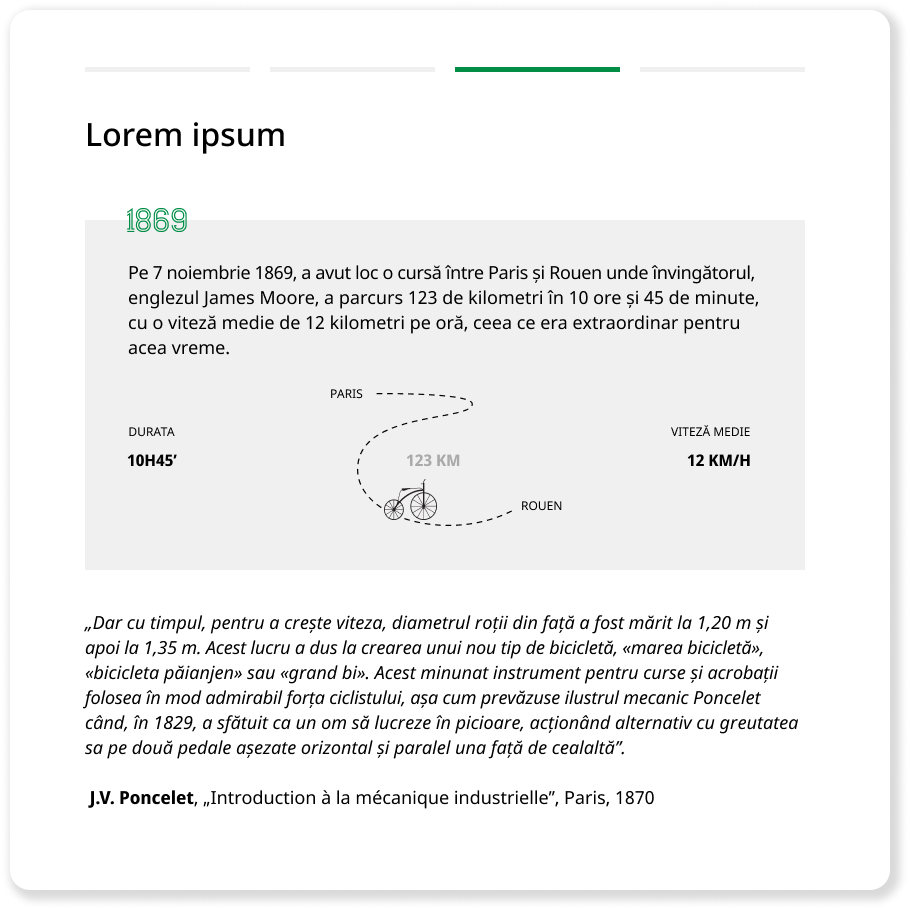 Lorem ipsum
1869
Pe 7 noiembrie 1869, a avut loc o cursă între Paris și Rouen unde învingătorul,
englezul James Moore, a parcurs 123 de kilometri în 10 ore și 45 de minute,
cu o viteză medie de 12 kilometri pe oră, ceea ce era extraordinar pentru
acea vreme.
PARIS
DURATA
VITEZĂ MEDIE
10H45’
123 KM
12 KM/H
ROUEN
„Dar cu timpul, pentru a crește viteza, diametrul roții din față a fost mărit la 1,20 m și
apoi la 1,35 m. Acest lucru a dus la crearea unui nou tip de bicicletă, «marea bicicletă»,
«bicicleta păianjen» sau «grand bi». Acest minunat instrument pentru curse și acrobații
folosea în mod admirabil forța ciclistului, așa cum prevăzuse ilustrul mecanic Poncelet
când, în 1829, a sfătuit ca un om să lucreze în picioare, acționând alternativ cu greutatea
sa pe două pedale așezate orizontal și paralel una față de cealaltă”.
J.V. Poncelet, „Introduction à la mécanique industrielle”, Paris, 1870